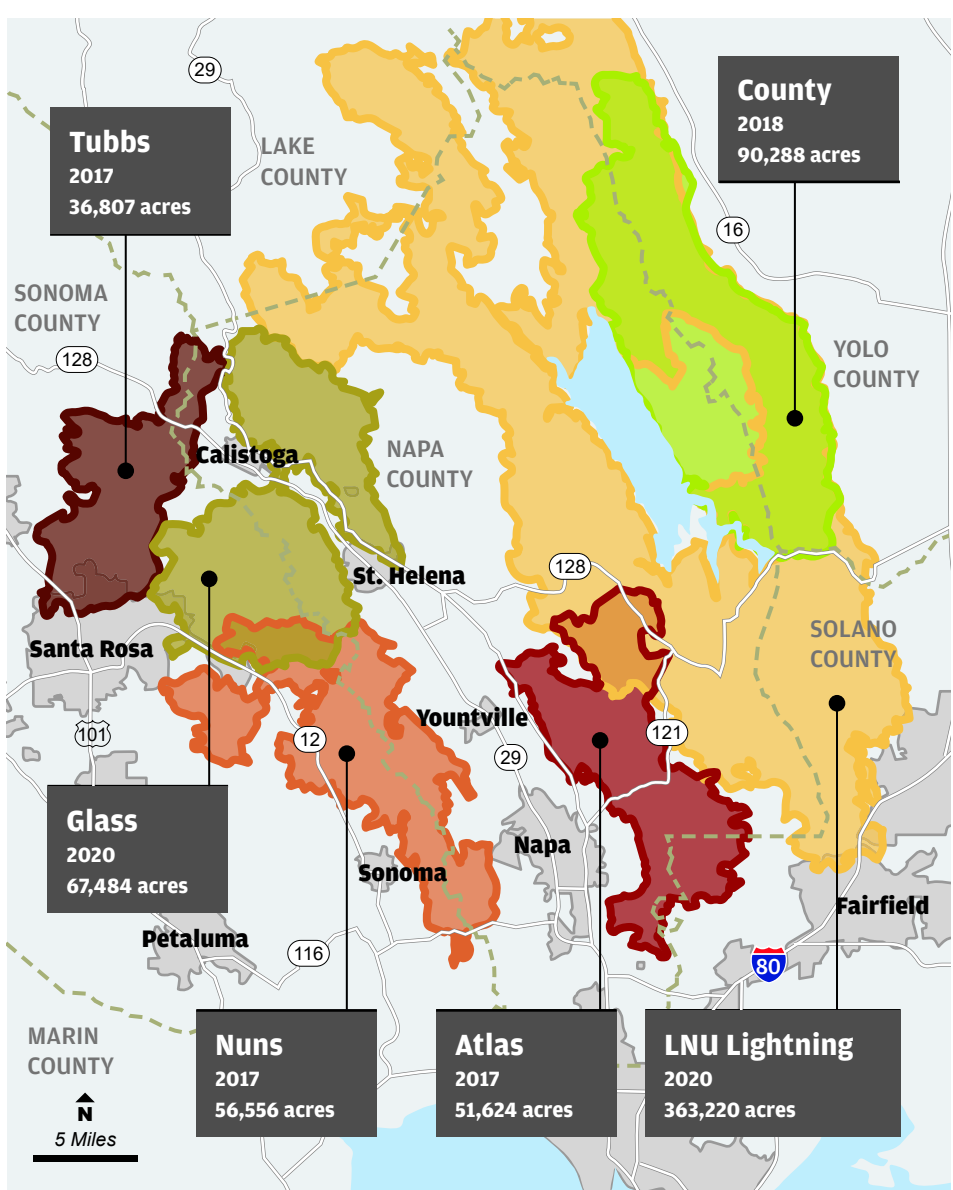 29
County
2018
90,288 acres
Tubbs
2017
36,807 acres
LAKE
COUNTY
16
SONOMA
COUNTY
128
YOLO
COUNTY
Calistoga
NAPA
COUNTY
128
St. Helena
SOLANO
COUNTY
Santa Rosa
Yountville
101
12
121
29
Glass
2020
67,484 acres
Napa
Sonoma
Fairfield
Petaluma
116
80
MARIN
COUNTY
Nuns
2017
56,556 acres
Atlas
2017
51,624 acres
LNU Lightning
2020
363,220 acres
N
5 Miles